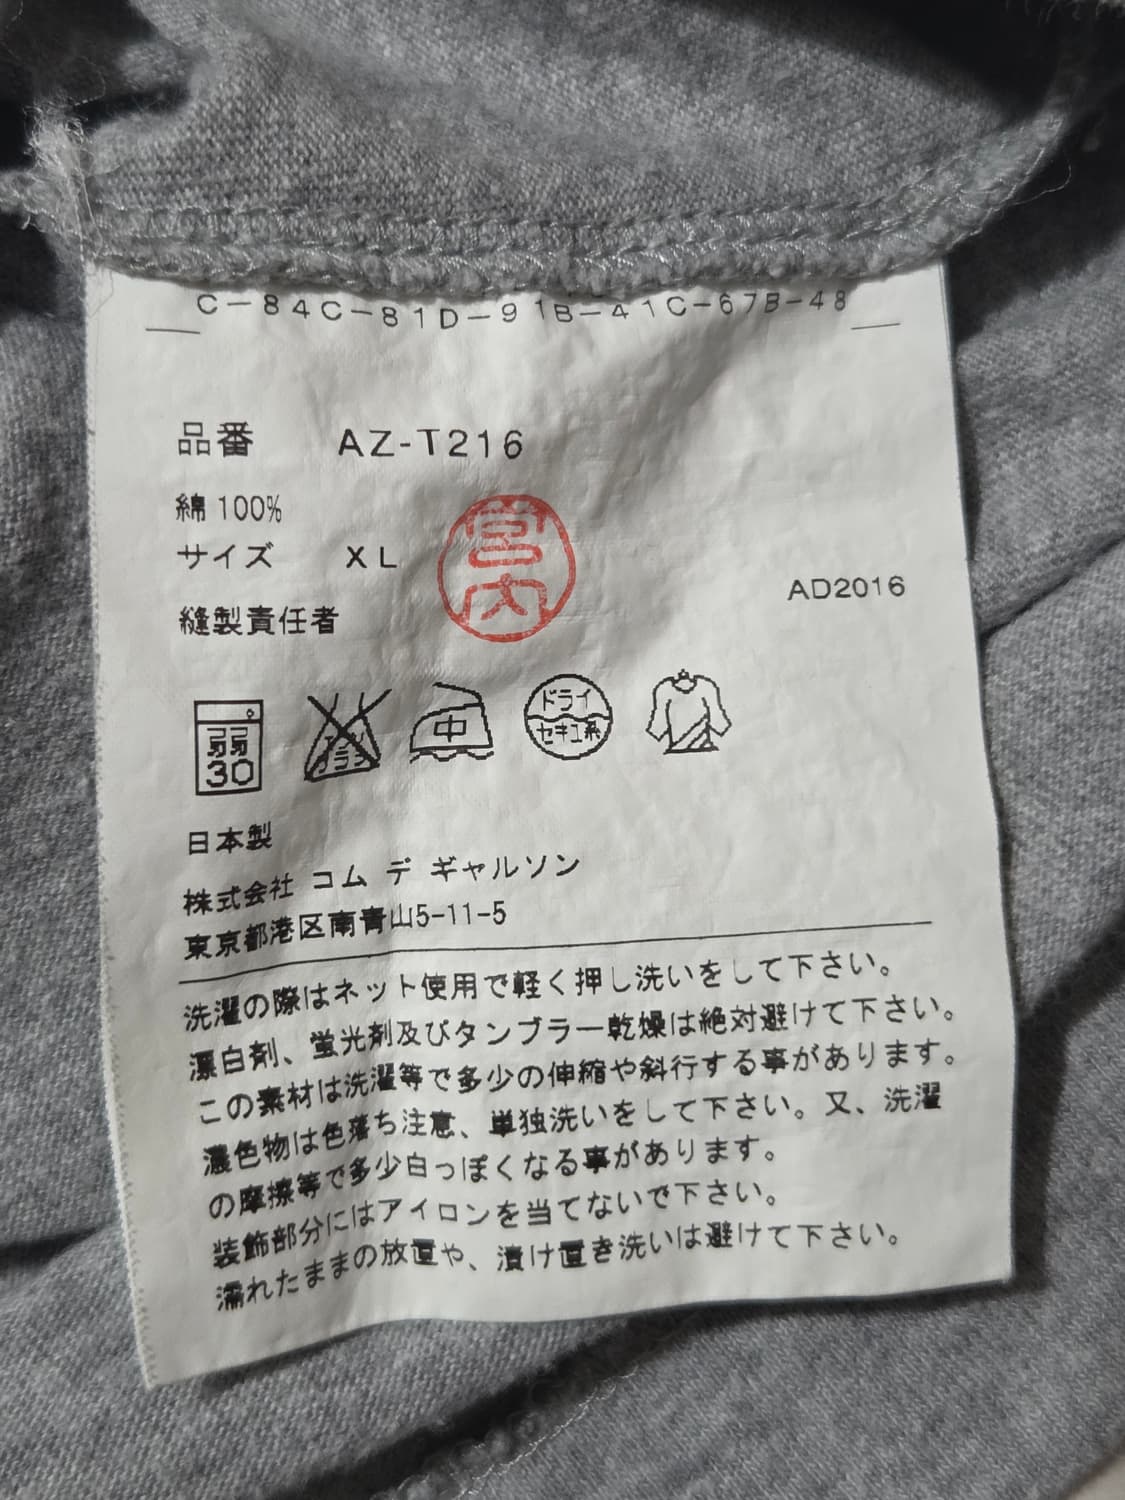 C-84C-81D-91B-41C-67B-48
品番 AZ-T216
綿100%
サイズ XL
営内
縫製責任者
AD2016
弱
30
エンソ
サラシ
中
ドライ
セキユ系
日本製
株式会社 コム デ ギャルソン
東京都港区南青山5-11-5
洗濯の際はネット使用で軽く押し洗いをして下さい。
漂白剤、蛍光剤及びタンブラー乾燥は絶対避けて下さい。
この素材は洗濯等で多少の伸縮や斜行する事があります。
濃色物は色落ち注意、単独洗いをして下さい。又、洗濯
の摩擦等で多少白っぽくなる事があります。
装飾部分にはアイロンを当てないで下さい。
濡れたままの放置や、漬け置き洗いは避けて下さい。